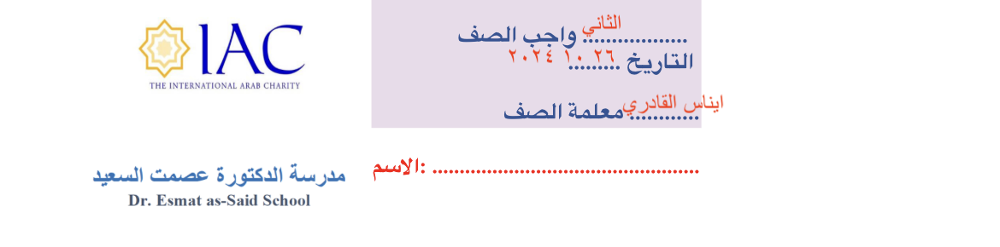 IAC
THE INTERNATIONAL ARAB CHARITY
واجب الصف الثاني ..................
التاريخ ٢٦ ١٠ ٢٠٢٤ .........
معلمة الصف ايناس القادري ............
الاسم: .................................................
مدرسة الدكتورة عصمت السعيد
Dr. Esmat as-Said School